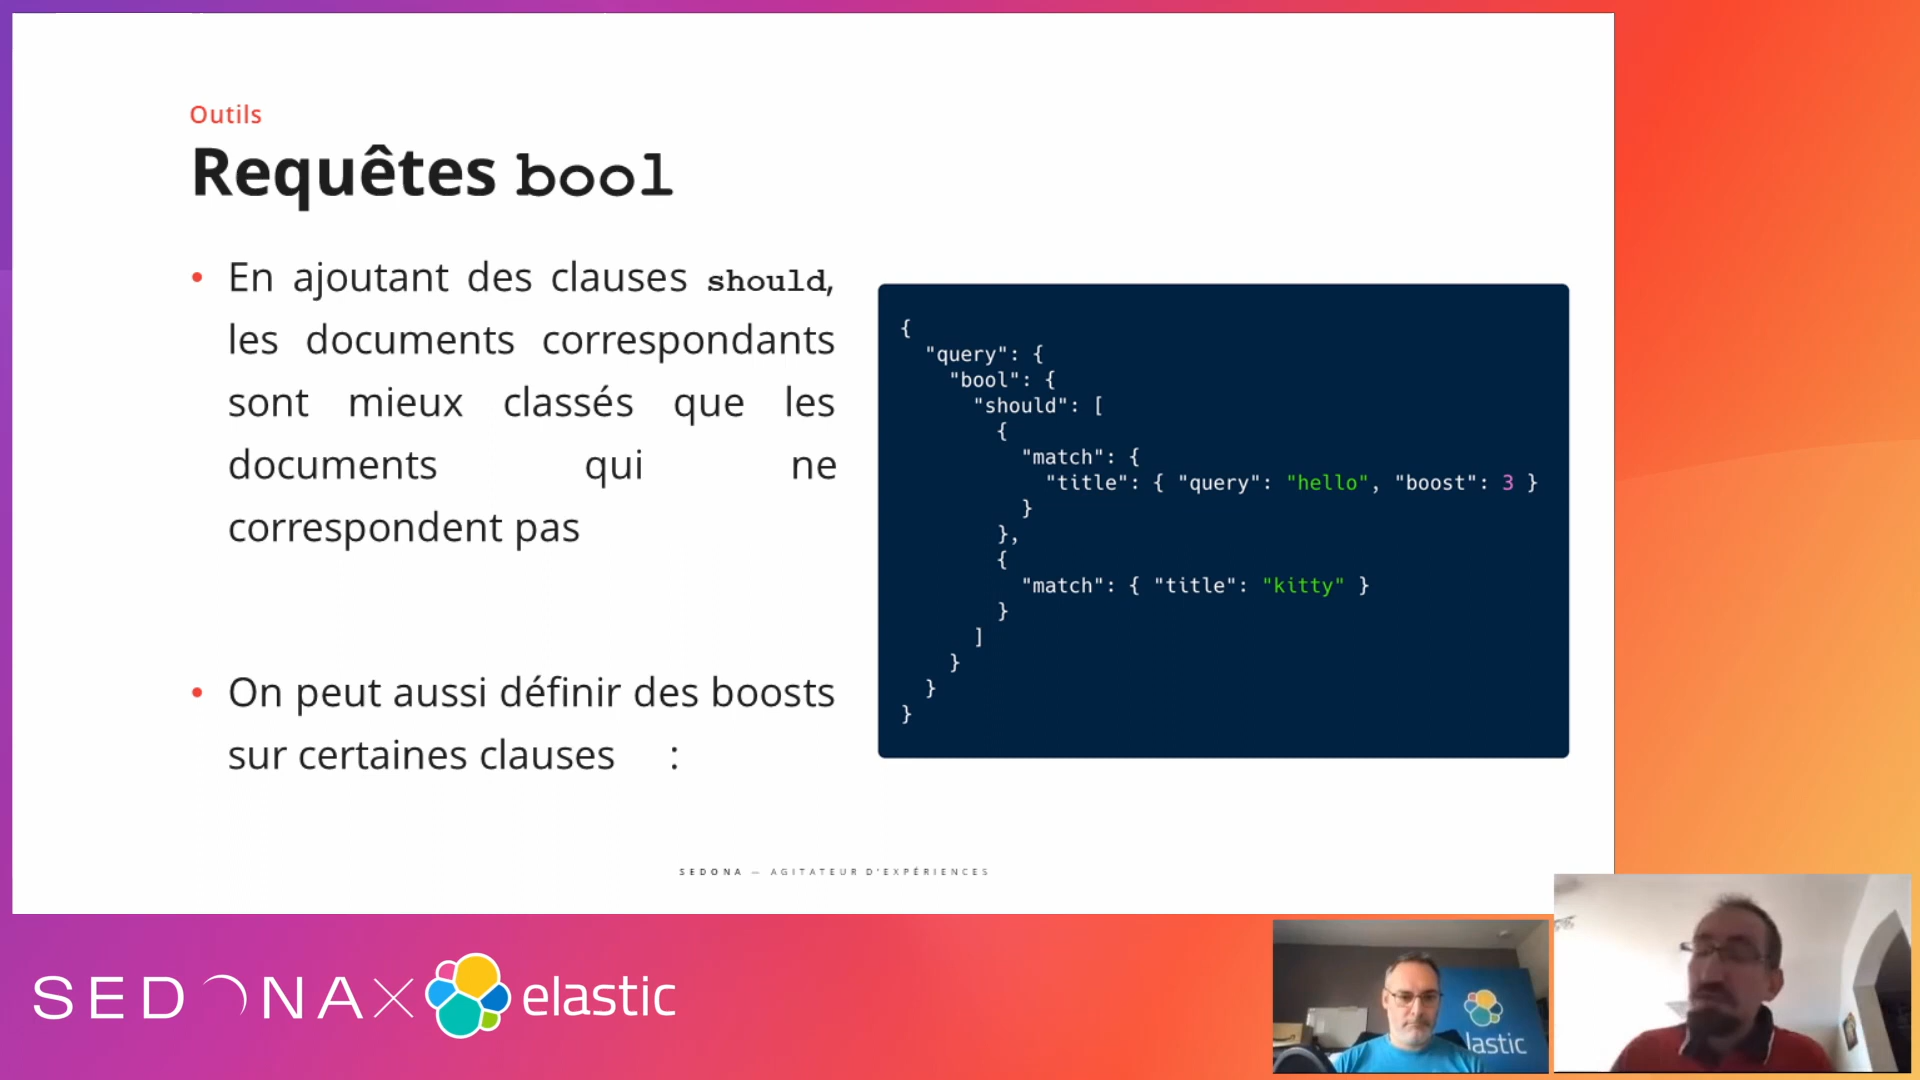 Outils
Requêtes bool
• En ajoutant des clauses should,
les documents correspondants
sont mieux classés que les
documents qui ne
correspondent pas
• On peut aussi définir des boosts
sur certaines clauses :
{
  "query": {
    "bool": {
      "should": [
        {
          "match": {
            "title": { "query": "hello", "boost": 3 }
          }
        },
        {
          "match": { "title": "kitty" }
        }
      ]
    }
  }
}
SEDONA — AGITATEUR D'EXPÉRIENCES
SEDONA X elastic
lastic